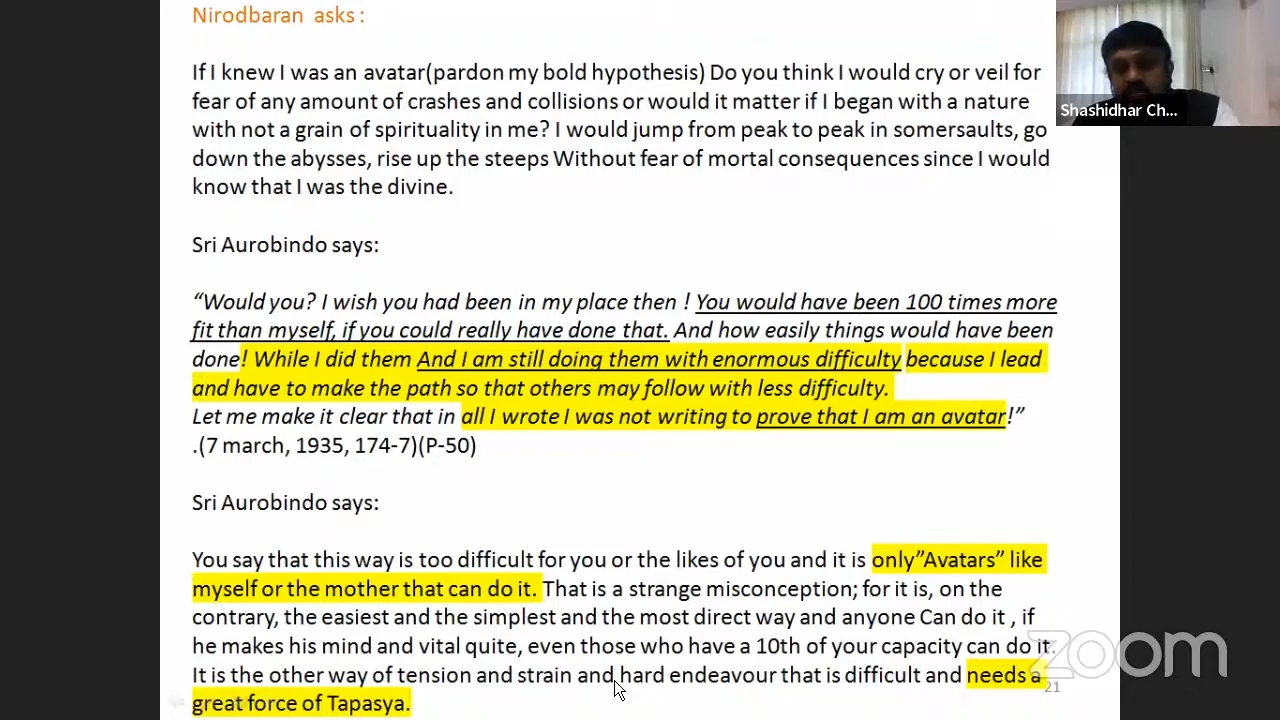 Nirodbaran asks :
If I knew I was an avatar(pardon my bold hypothesis) Do you think I would cry or veil for
fear of any amount of crashes and collisions or would it matter if I began with a nature
with not a grain of spirituality in me? I would jump from peak to peak in somersaults, go
down the abysses, rise up the steeps Without fear of mortal consequences since I would
know that I was the divine.
Sri Aurobindo says:
“Would you? I wish you had been in my place then ! You would have been 100 times more
fit than myself, if you could really have done that. And how easily things would have been
done! While I did them And I am still doing them with enormous difficulty because I lead
and have to make the path so that others may follow with less difficulty.
Let me make it clear that in all I wrote I was not writing to prove that I am an avatar!”
.(7 march, 1935, 174-7)(P-50)
Sri Aurobindo says:
You say that this way is too difficult for you or the likes of you and it is only”Avatars” like
myself or the mother that can do it. That is a strange misconception; for it is, on the
contrary, the easiest and the simplest and the most direct way and anyone Can do it , if
he makes his mind and vital quite, even those who have a 10th of your capacity can do it.
It is the other way of tension and strain and hard endeavour that is difficult and needs a
great force of Tapasya.
21
Shashidhar Ch...
zoom